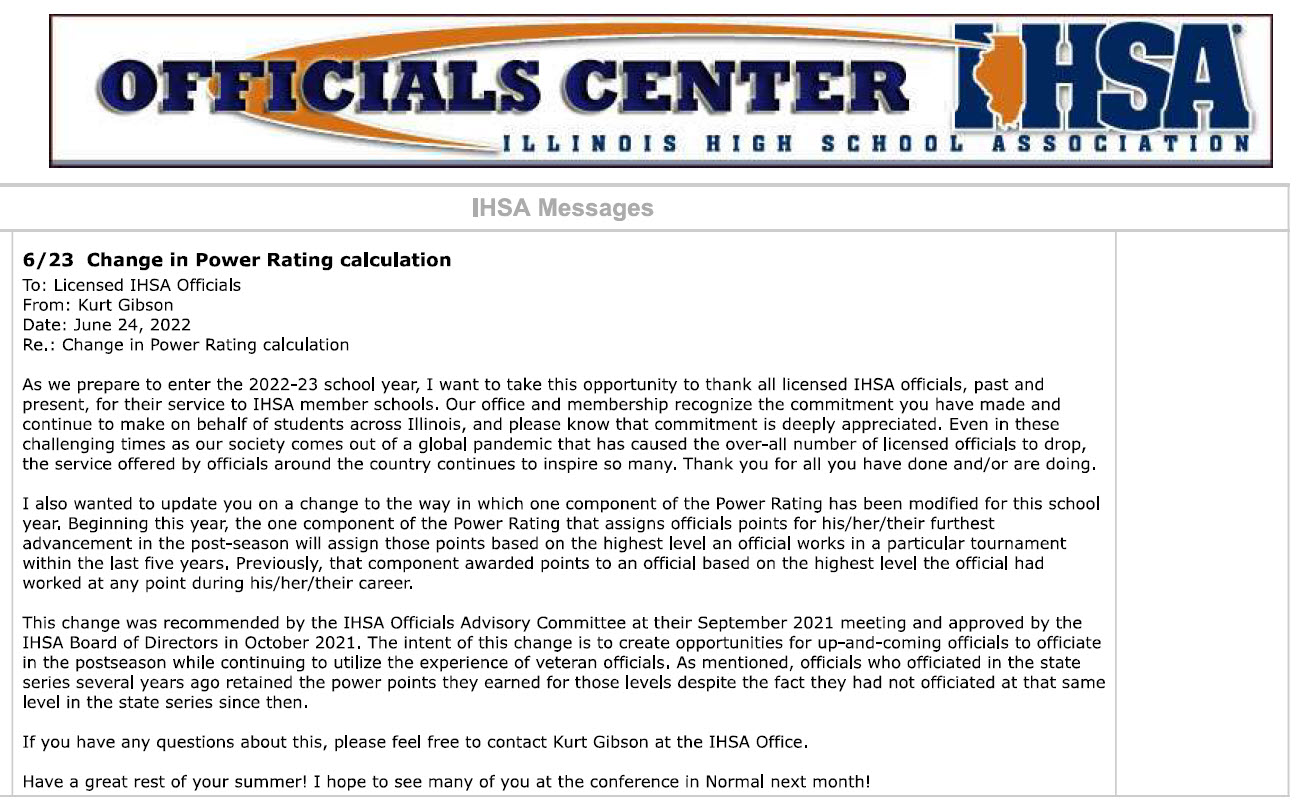 OFFICIALS CENTER IHSA
ILLINOIS HIGH SCHOOL ASSOCIATION
IHSA Messages
6/23 Change in Power Rating calculation
To: Licensed IHSA Officials
From: Kurt Gibson
Date: June 24, 2022
Re.: Change in Power Rating calculation
As we prepare to enter the 2022-23 school year, I want to take this opportunity to thank all licensed IHSA officials, past and
present, for their service to IHSA member schools. Our office and membership recognize the commitment you have made and
continue to make on behalf of students across Illinois, and please know that commitment is deeply appreciated. Even in these
challenging times as our society comes out of a global pandemic that has caused the over-all number of licensed officials to drop,
the service offered by officials around the country continues to inspire so many. Thank you for all you have done and/or are doing.
I also wanted to update you on a change to the way in which one component of the Power Rating has been modified for this school
year. Beginning this year, the one component of the Power Rating that assigns officials points for his/her/their furthest
advancement in the post-season will assign those points based on the highest level an official works in a particular tournament
within the last five years. Previously, that component awarded points to an official based on the highest level the official had
worked at any point during his/her/their career.
This change was recommended by the IHSA Officials Advisory Committee at their September 2021 meeting and approved by the
IHSA Board of Directors in October 2021. The intent of this change is to create opportunities for up-and-coming officials to officiate
in the postseason while continuing to utilize the experience of veteran officials. As mentioned, officials who officiated in the state
series several years ago retained the power points they earned for those levels despite the fact they had not officiated at that same
level in the state series since then.
If you have any questions about this, please feel free to contact Kurt Gibson at the IHSA Office.
Have a great rest of your summer! I hope to see many of you at the conference in Normal next month!